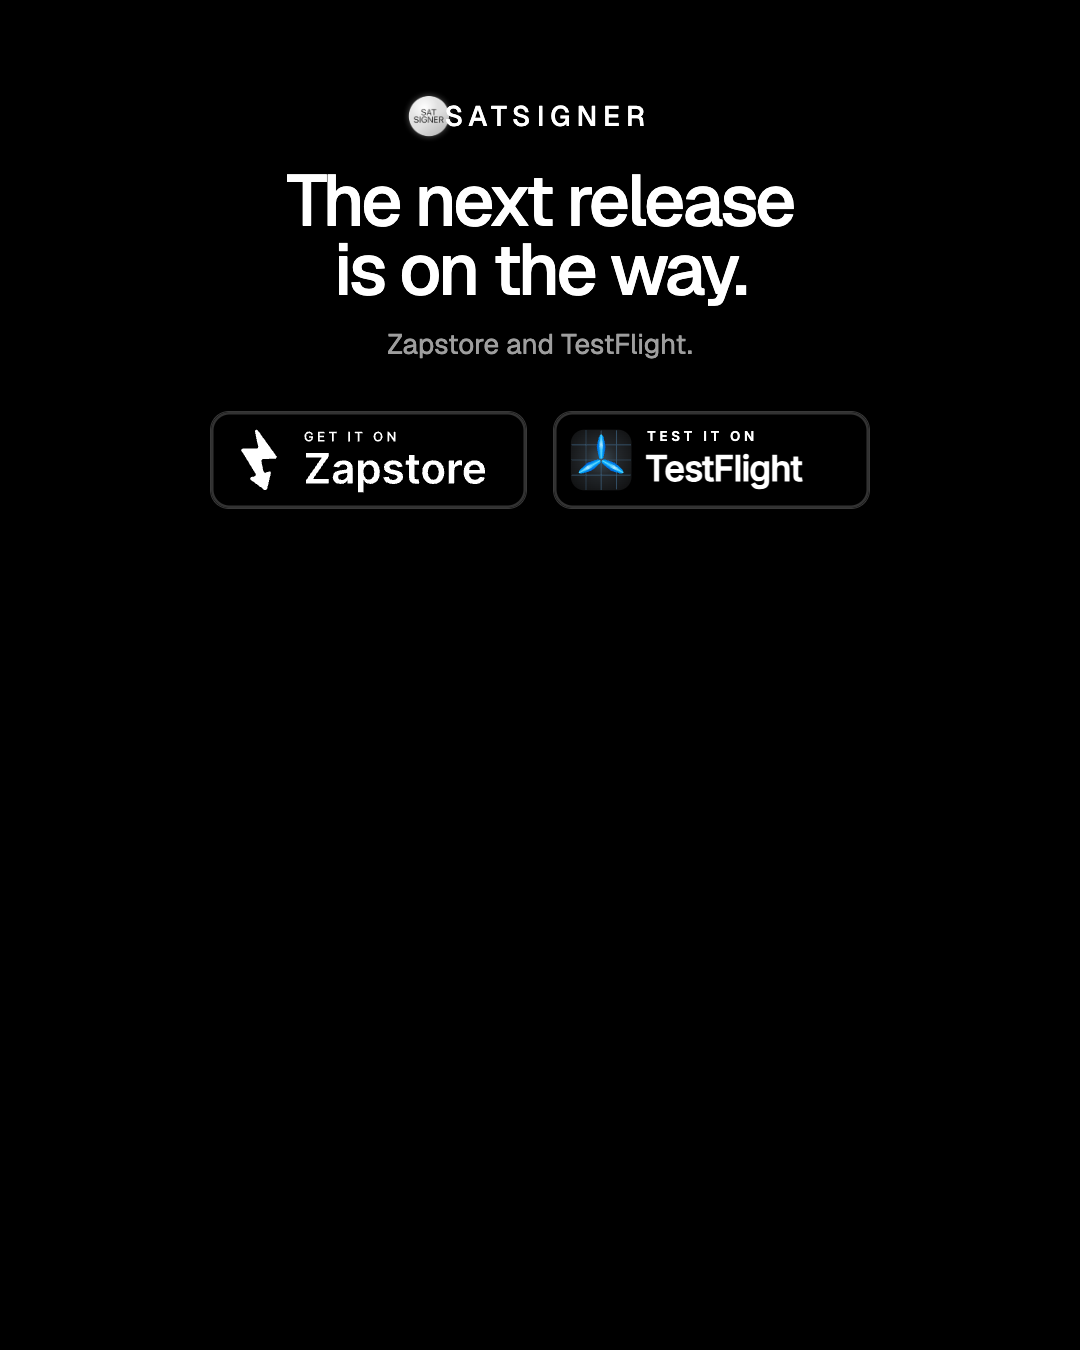 SAT
SIGNER
SATSIGNER
The next release
is on the way.
Zapstore and TestFlight.
GET IT ON
Zapstore
TEST IT ON
TestFlight